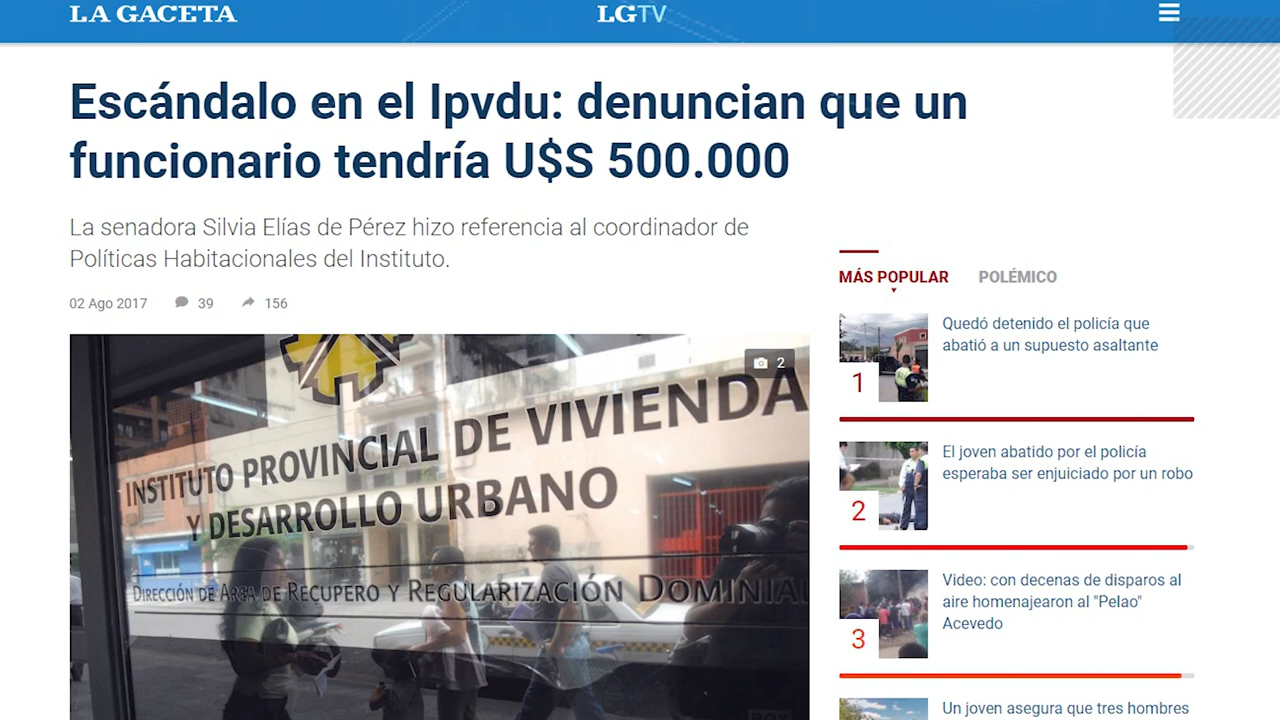 LA GACETA
LGTV
Escándalo en el Ipvdu: denuncian que un
funcionario tendría U$S 500.000
La senadora Silvia Elías de Pérez hizo referencia al coordinador de
Políticas Habitacionales del Instituto.
02 Ago 2017 39 156
2
INSTITUTO PROVINCIAL DE VIVIENDA
Y DESARROLLO URBANO
DIRECCIÓN DE AREA DE RECUPERO Y REGULARIZACIÓN DOMINIAL
MÁS POPULAR POLÉMICO
1
Quedó detenido el policía que
abatió a un supuesto asaltante
2
El joven abatido por el policía
esperaba ser enjuiciado por un robo
3
Video: con decenas de disparos al
aire homenajearon al "Pelao"
Acevedo
Un joven asegura que tres hombres